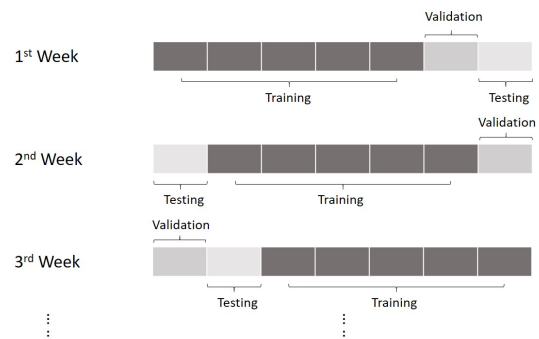 Validation
1st Week
Training
Testing
Validation
2nd Week
Testing
Training
Validation
3rd Week
Testing
Training